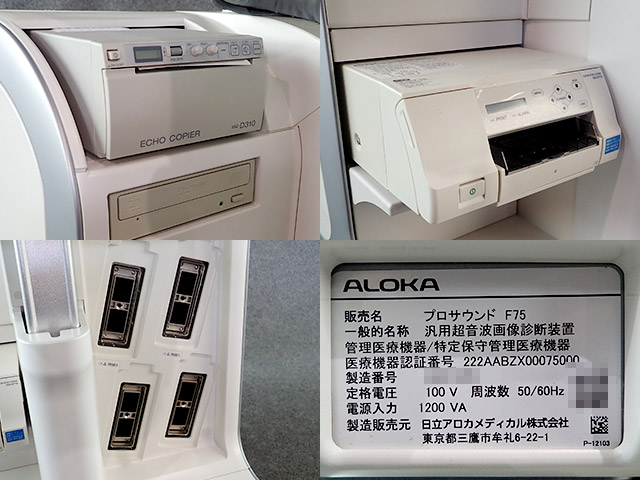 ECHO COPIER SSZ-D310
ALOKA
販売名 プロサウンド F75
一般的名称 汎用超音波画像診断装置
管理医療機器/特定保守管理医療機器
医療機器認証番号 222AABZX00075000
製造番号
定格電圧 100 V 周波数 50/60Hz
電源入力 1200 VA
製造販売元 日立アロカメディカル株式会社
東京都三鷹市牟礼6-22-1
P-12103